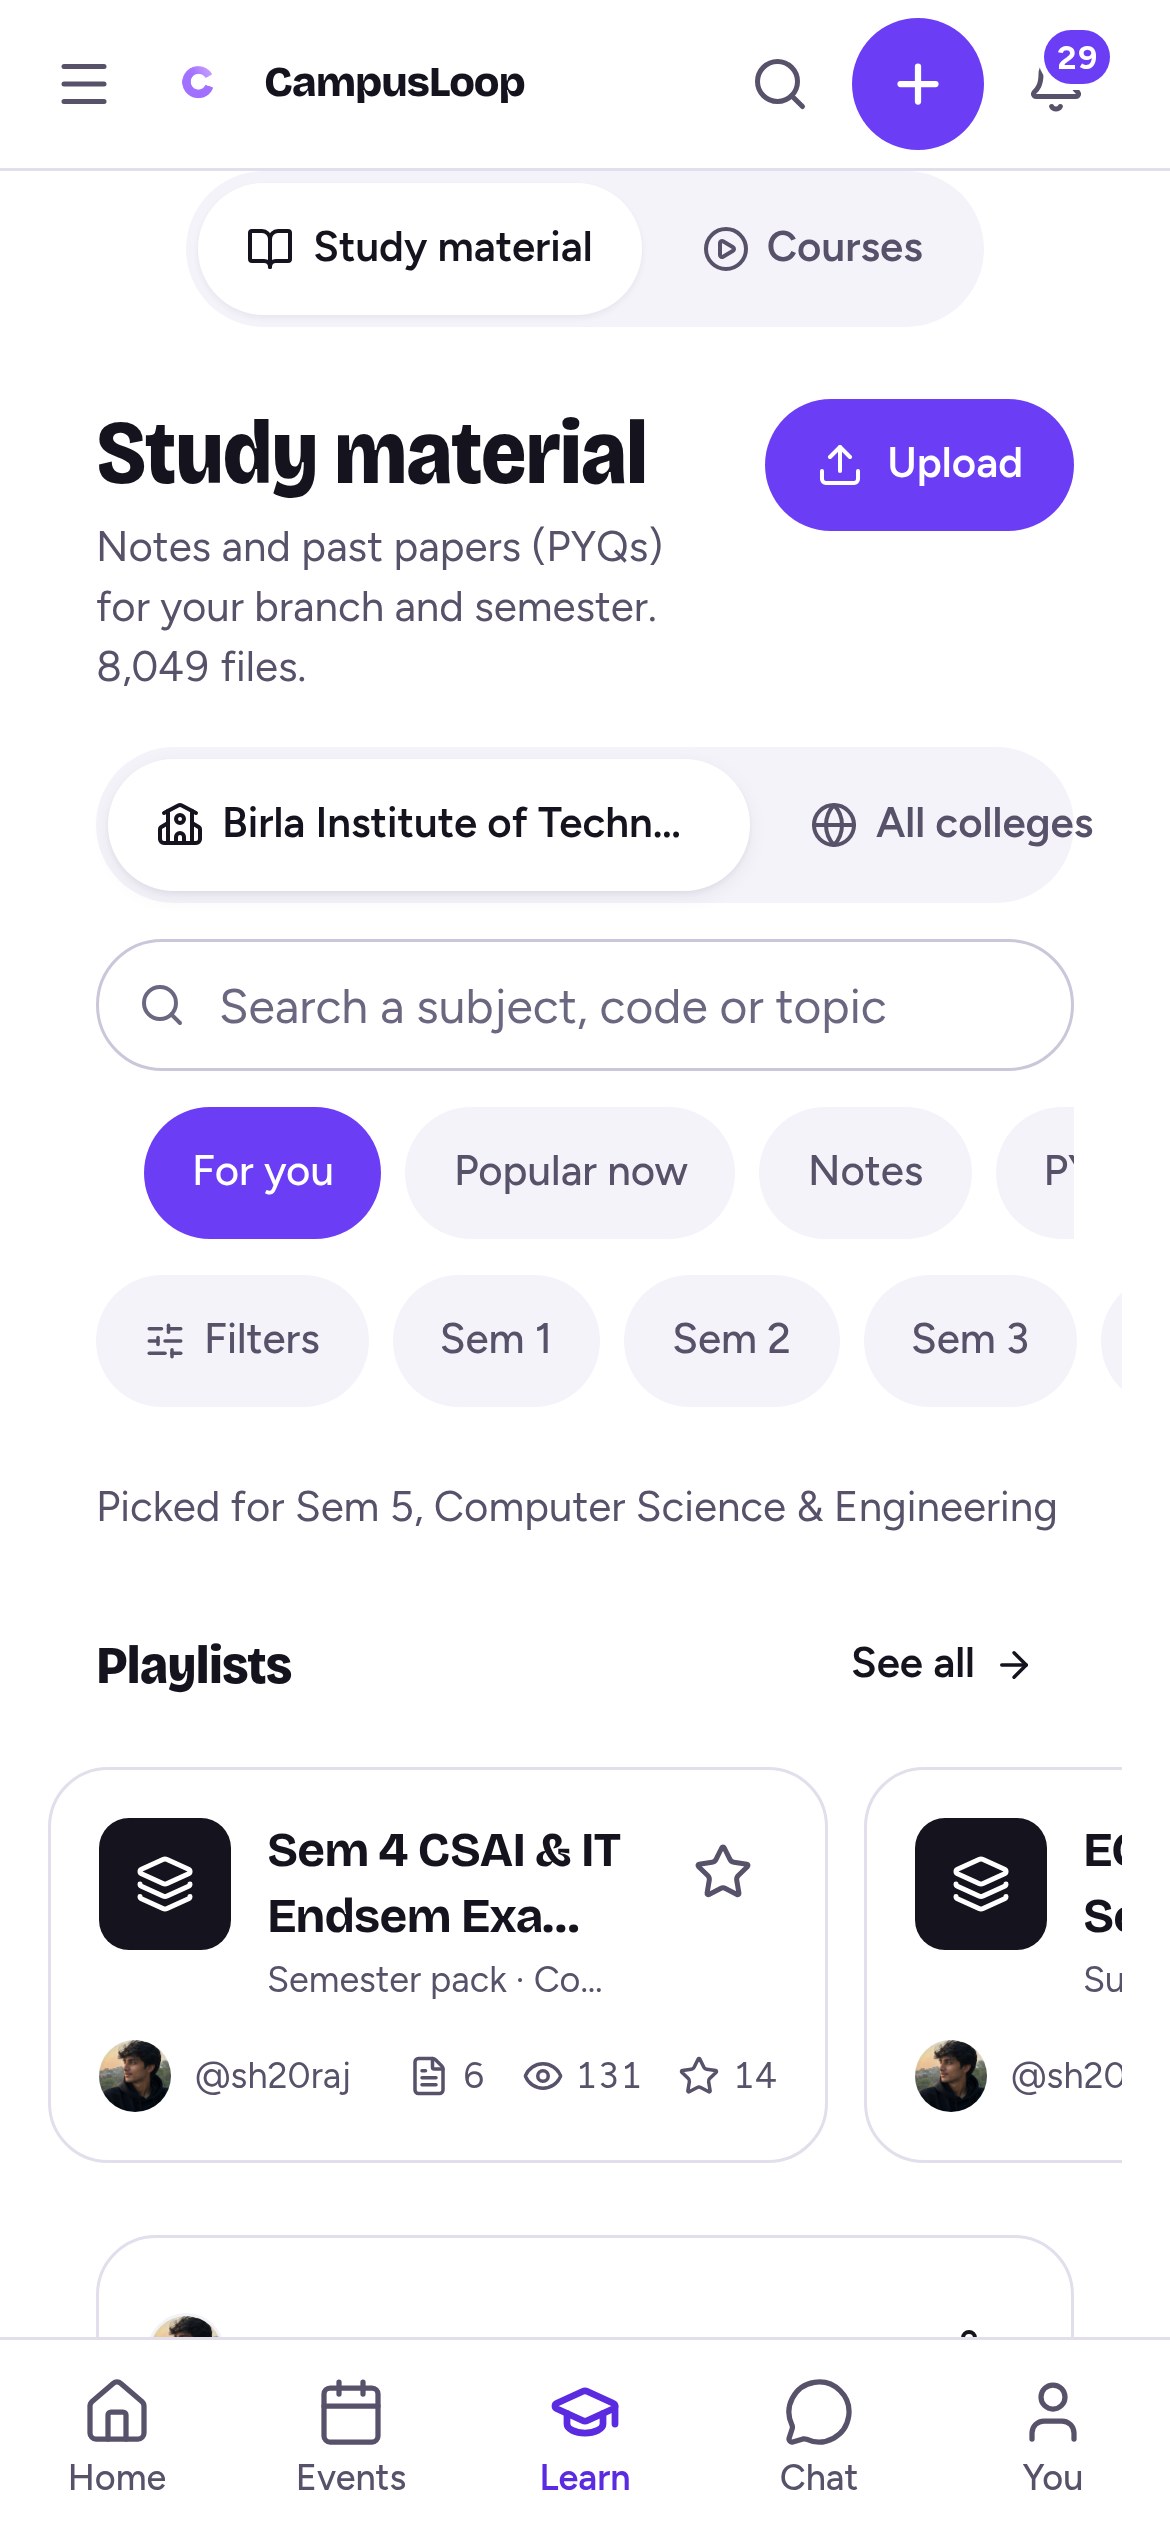 CampusLoop
29
Study material
Courses
Study material
Upload
Notes and past papers (PYQs)
for your branch and semester.
8,049 files.
Birla Institute of Techn...
All colleges
Search a subject, code or topic
For you
Popular now
Notes
Filters
Sem 1
Sem 2
Sem 3
Picked for Sem 5, Computer Science & Engineering
Playlists
See all
Sem 4 CSAI & IT
Endsem Exa...
Semester pack · Co...
@sh20raj
6
131
14
Su
@sh20
Home
Events
Learn
Chat
You